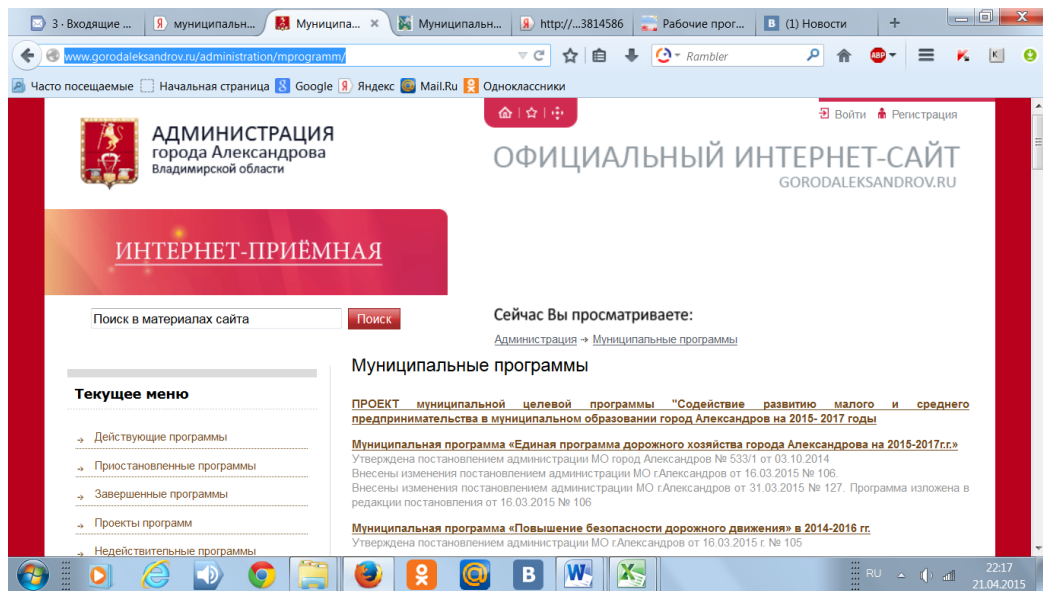 3 · Входящие ...
муниципальн...
Муниципа...
Муниципальн...
http://...3814586
Рабочие прог...
(1) Новости
www.gorodaleksandrov.ru/administration/mprogramm/
Rambler
ABP
Часто посещаемые
Начальная страница
Google
Яндекс
Mail.Ru
Одноклассники
АДМИНИСТРАЦИЯ
города Александрова
Владимирской области
Войти
Регистрация
ОФИЦИАЛЬНЫЙ ИНТЕРНЕТ-САЙТ
GORODALEKSANDROV.RU
ИНТЕРНЕТ-ПРИЁМНАЯ
Поиск в материалах сайта
Поиск
Сейчас Вы просматриваете:
Администрация → Муниципальные программы
Муниципальные программы
Текущее меню
Действующие программы
Приостановленные программы
Завершенные программы
Проекты программ
Недействительные программы
ПРОЕКТ муниципальной целевой программы "Содействие развитию малого и среднего
предпринимательства в муниципальном образовании город Александров на 2015- 2017 годы
Муниципальная программа «Единая программа дорожного хозяйства города Александрова на 2015-2017г.г.»
Утверждена постановлением администрации МО город Александров № 533/1 от 03.10.2014
Внесены изменения постановлением администрации МО г.Александров от 16.03.2015 № 106.
Внесены изменения постановлением администрации МО г.Александров от 31.03.2015 № 127. Программа изложена в
редакции постановления от 16.03.2015 № 106
Муниципальная программа «Повышение безопасности дорожного движения» в 2014-2016 гг.
Утверждена постановлением администрации МО г.Александров от 16.03.2015 г. № 105
RU
22:17
21.04.2015